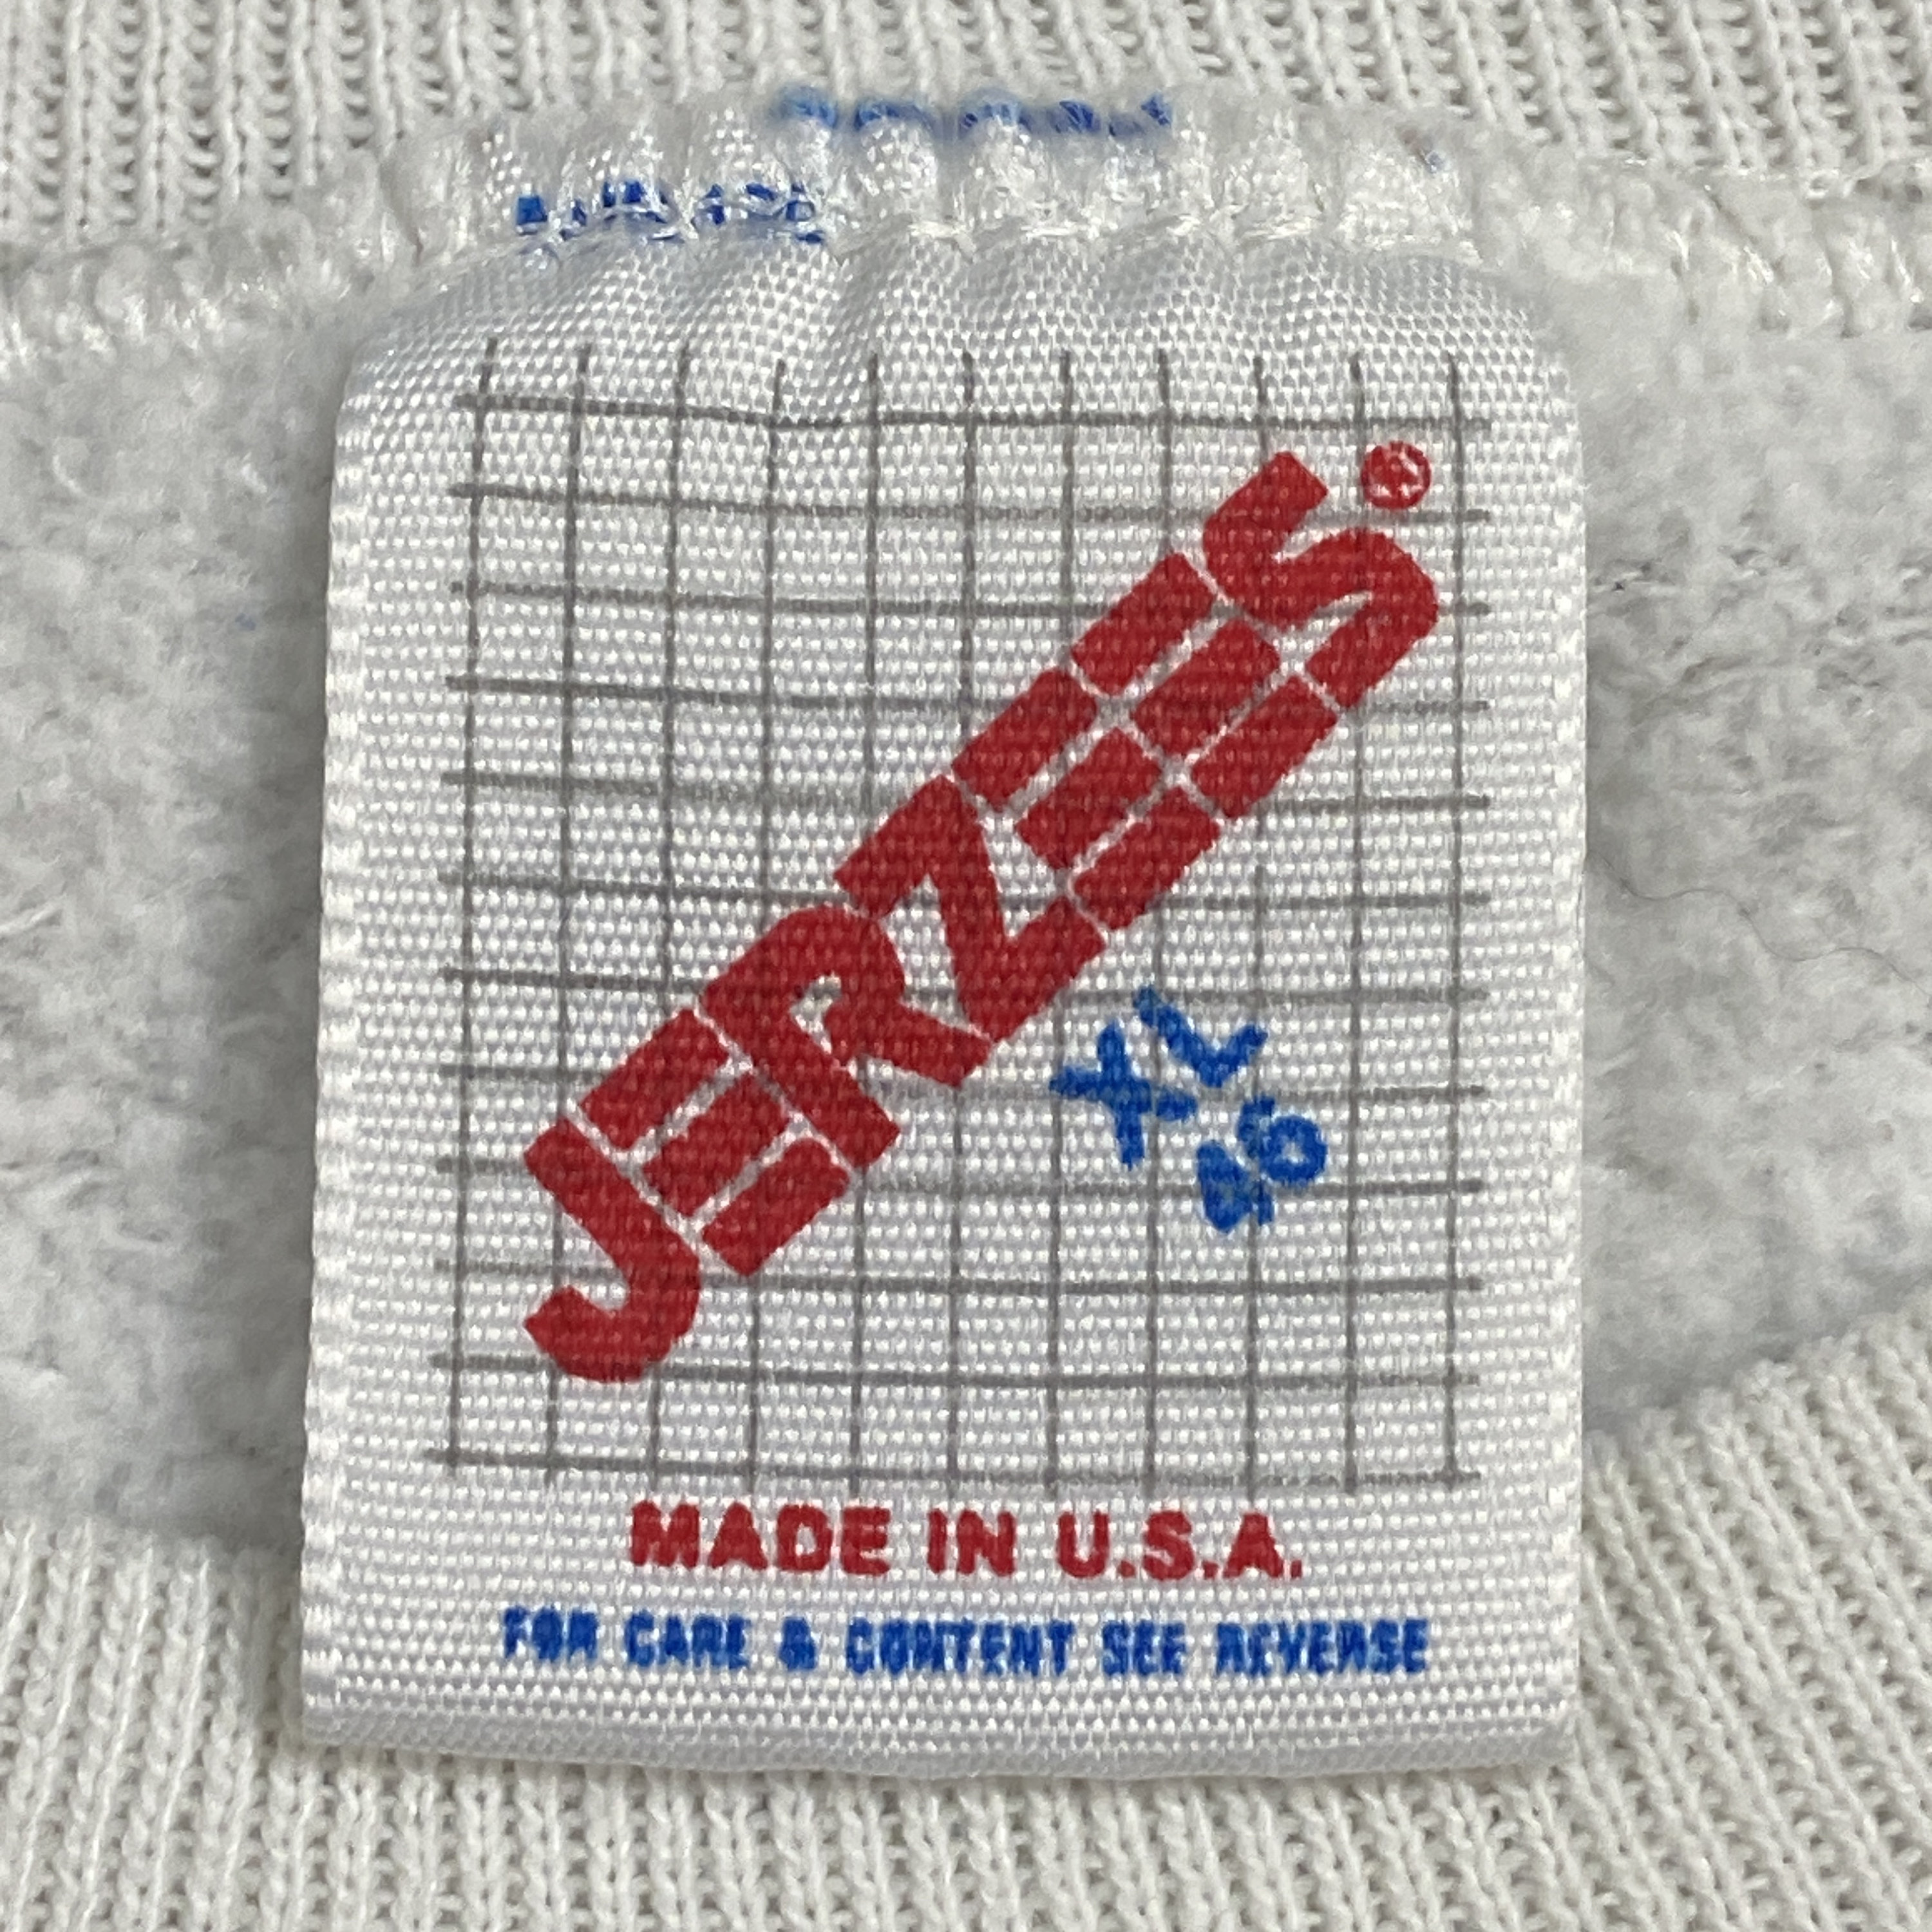 JERZEES®
XL
46
MADE IN U.S.A.
FOR CARE & CONTENT SEE REVERSE